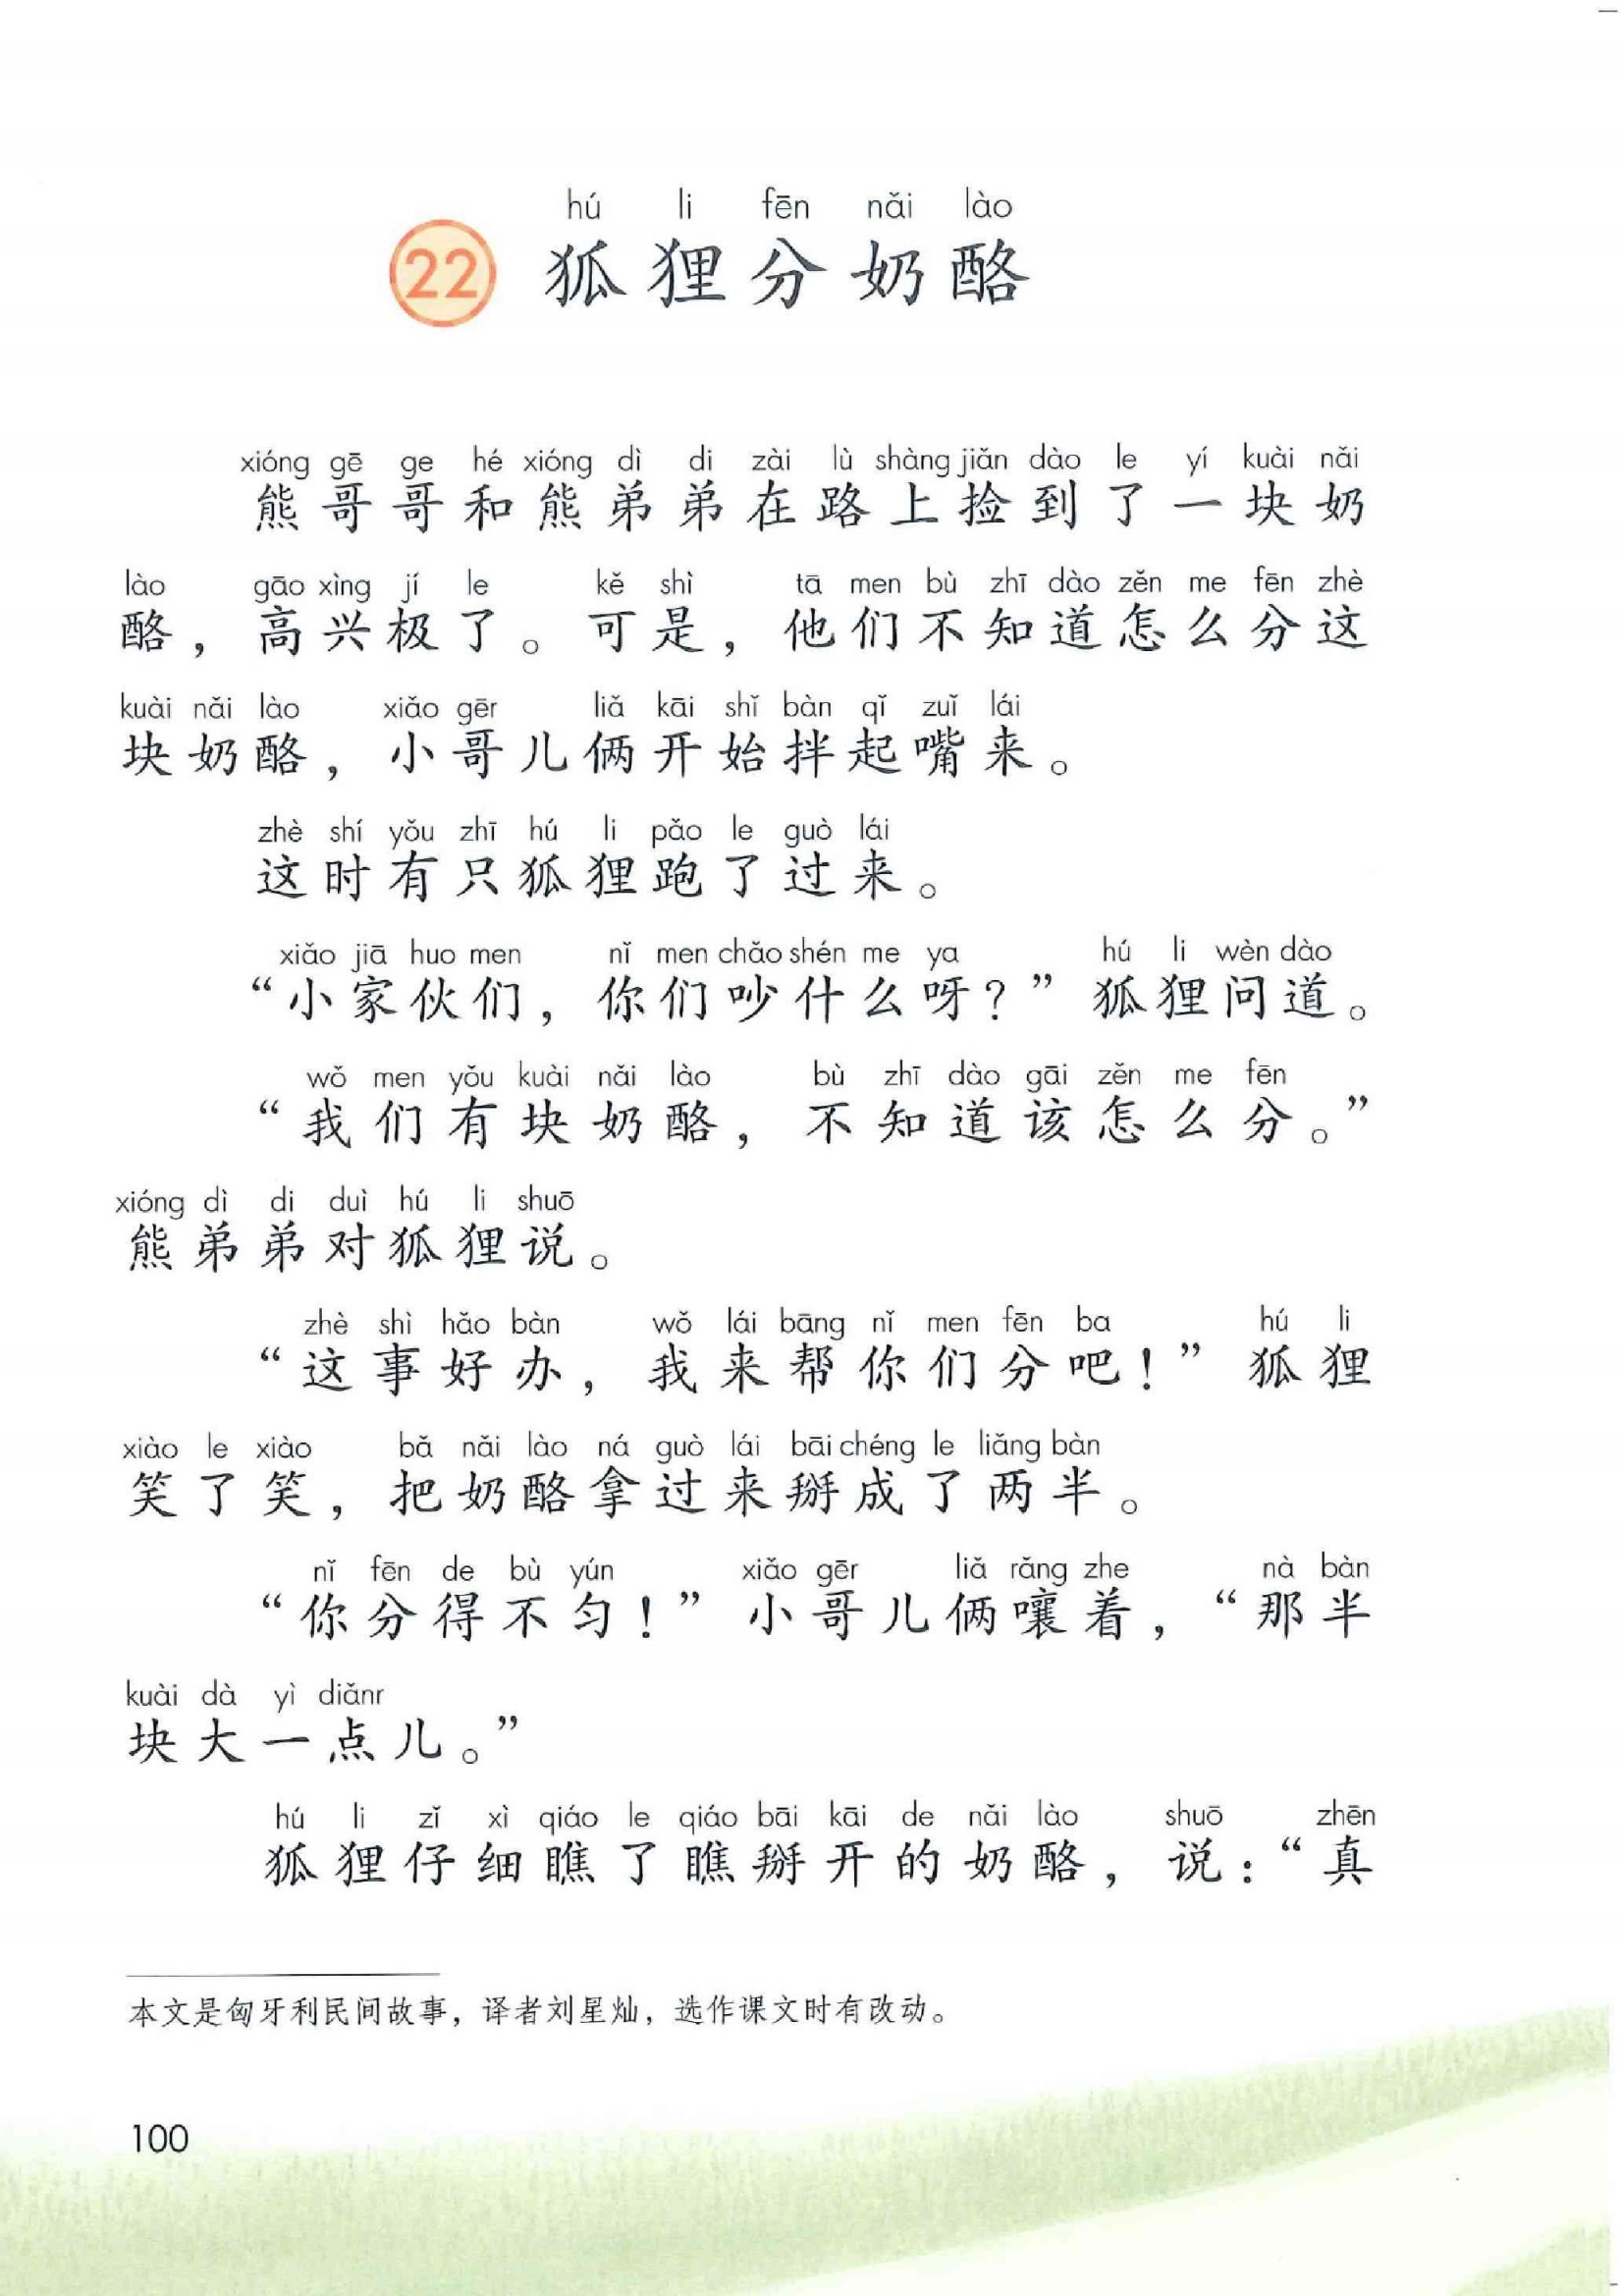 hú li fēn nǎi lào
22 狐狸分奶酪
xióng gē ge hé xióng dì di zài lù shàng jiǎn dào le yí kuài nǎi
熊哥哥和熊弟弟在路上捡到了一块奶
lào gāo xìng jí le kě shì tā men bù zhī dào zěn me fēn zhè
酪，高兴极了。可是，他们不知道怎么分这
kuài nǎi lào xiǎo gēr liǎ kāi shǐ bàn qǐ zuǐ lái
块奶酪，小哥儿俩开始拌起嘴来。
zhè shí yǒu zhī hú li pǎo le guò lái
这时有只狐狸跑了过来。
xiǎo jiā huo men nǐ men chǎo shén me ya hú li wèn dào
“小家伙们，你们吵什么呀？”狐狸问道。
wǒ men yǒu kuài nǎi lào bù zhī dào gāi zěn me fēn
“我们有块奶酪，不知道该怎么分。”
xióng dì di duì hú li shuō
熊弟弟对狐狸说。
zhè shì hǎo bàn wǒ lái bāng nǐ men fēn ba hú li
“这事好办，我来帮你们分吧！”狐狸
xiào le xiào bǎ nǎi lào ná guò lái bāi chéng le liǎng bàn
笑了笑，把奶酪拿过来掰成了两半。
nǐ fēn de bù yún xiǎo gēr liǎ rǎng zhe nà bàn
“你分得不匀！”小哥儿俩嚷着，“那半
kuài dà yì diǎnr
块大一点儿。”
hú li zǐ xì qiáo le qiáo bāi kāi de nǎi lào shuō zhēn
狐狸仔细瞧了瞧掰开的奶酪，说：“真
本文是匈牙利民间故事，译者刘星灿，选作课文时有改动。
100